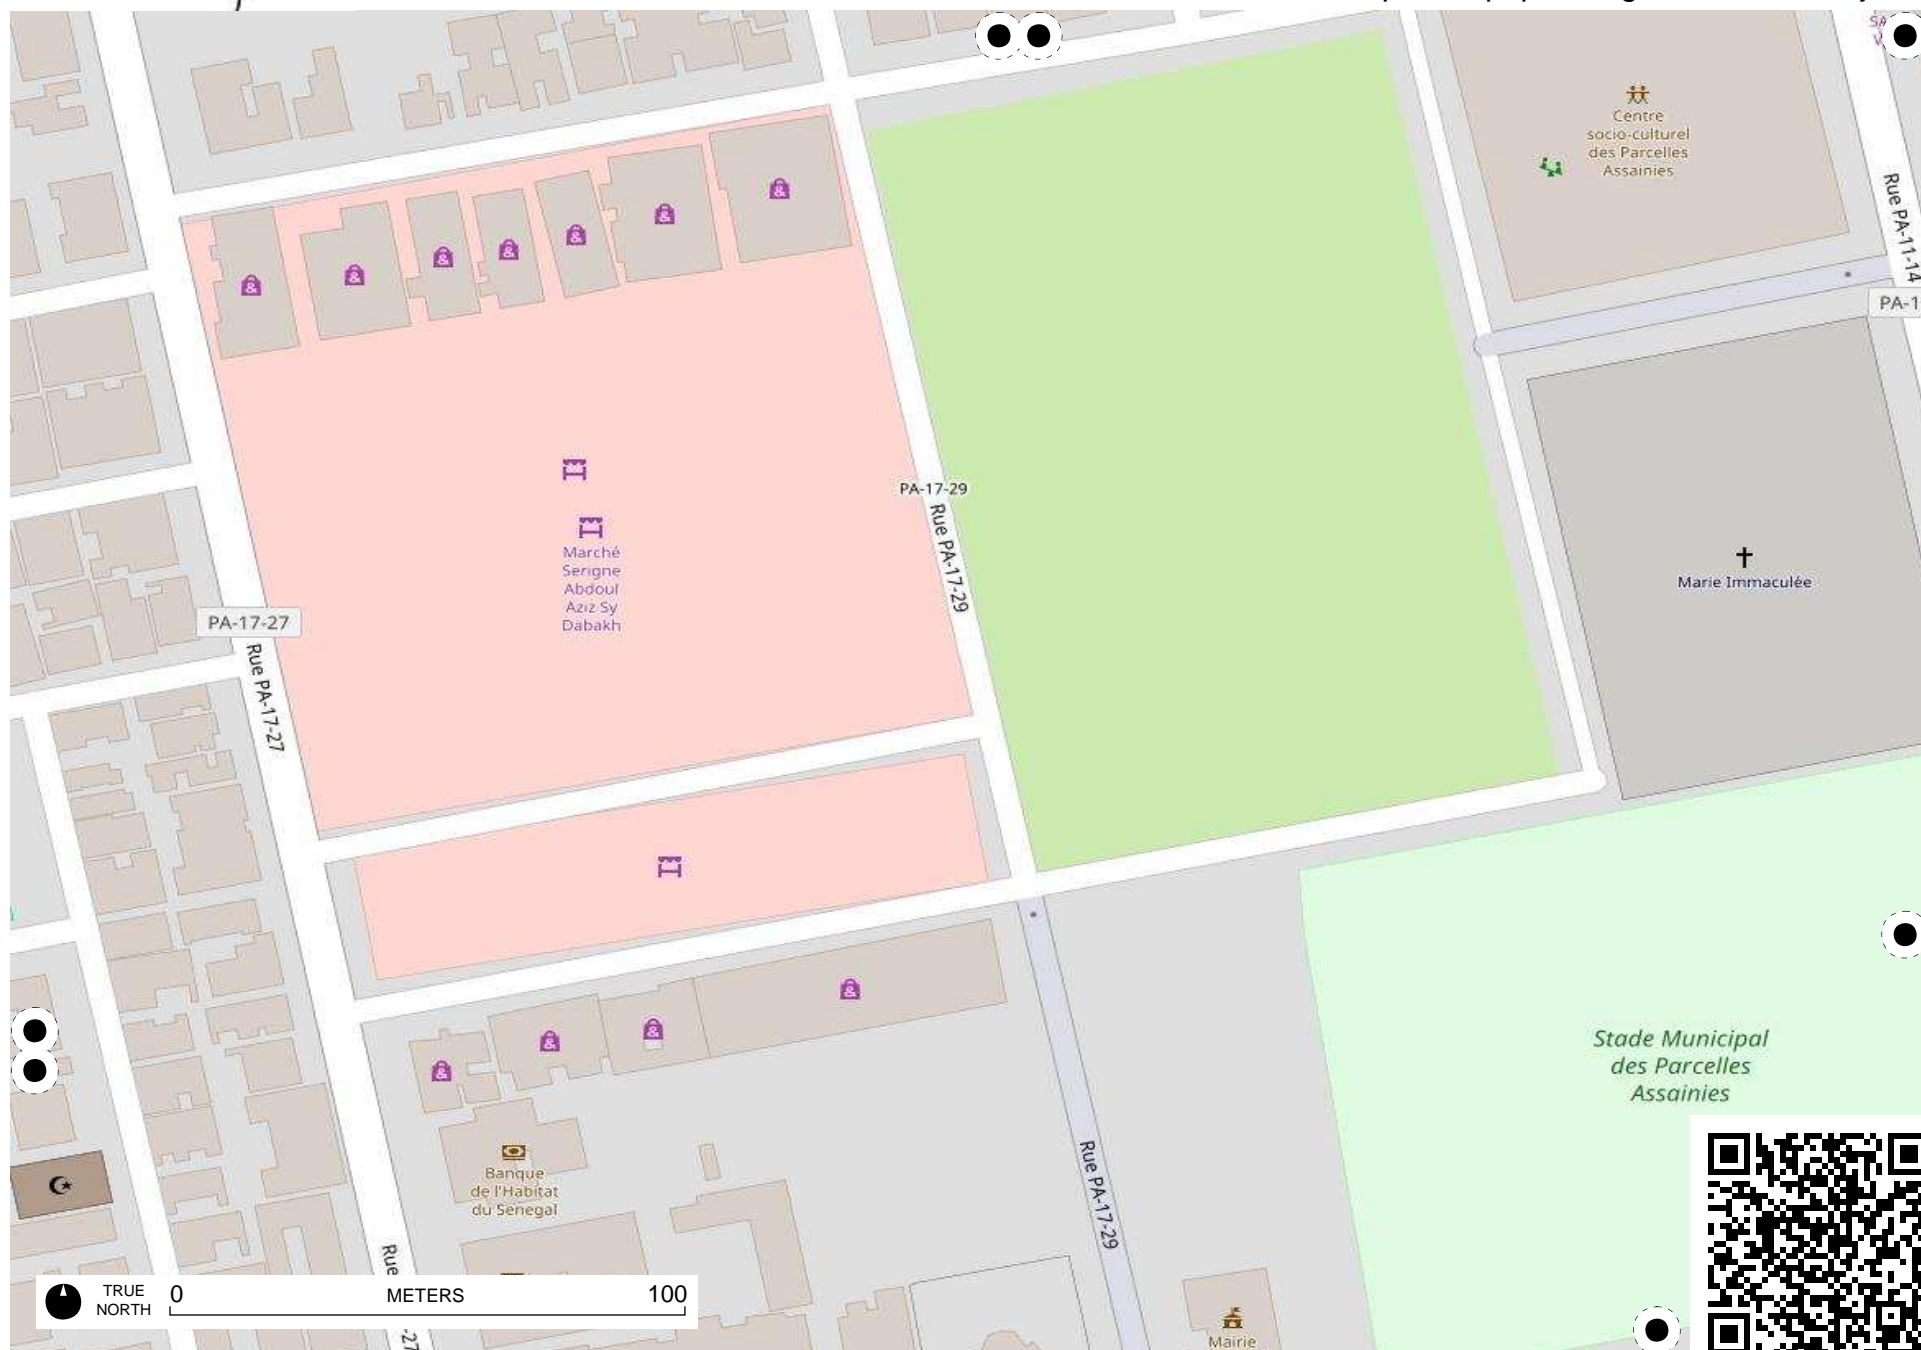 Centre
socio-culturel
des Parcelles
Assainies
Rue PA-11-14
PA-1
PA-17-29
Rue PA-17-29
Marché
Serigne
Abdoul
Aziz Sy
Dabakh
Marie Immaculée
PA-17-27
Rue PA-17-27
Stade Municipal
des Parcelles
Assainies
Banque
de l'Habitat
du Senegal
Rue PA-17-29
Rue
-27
TRUE
NORTH
0 METERS 100
Mairie